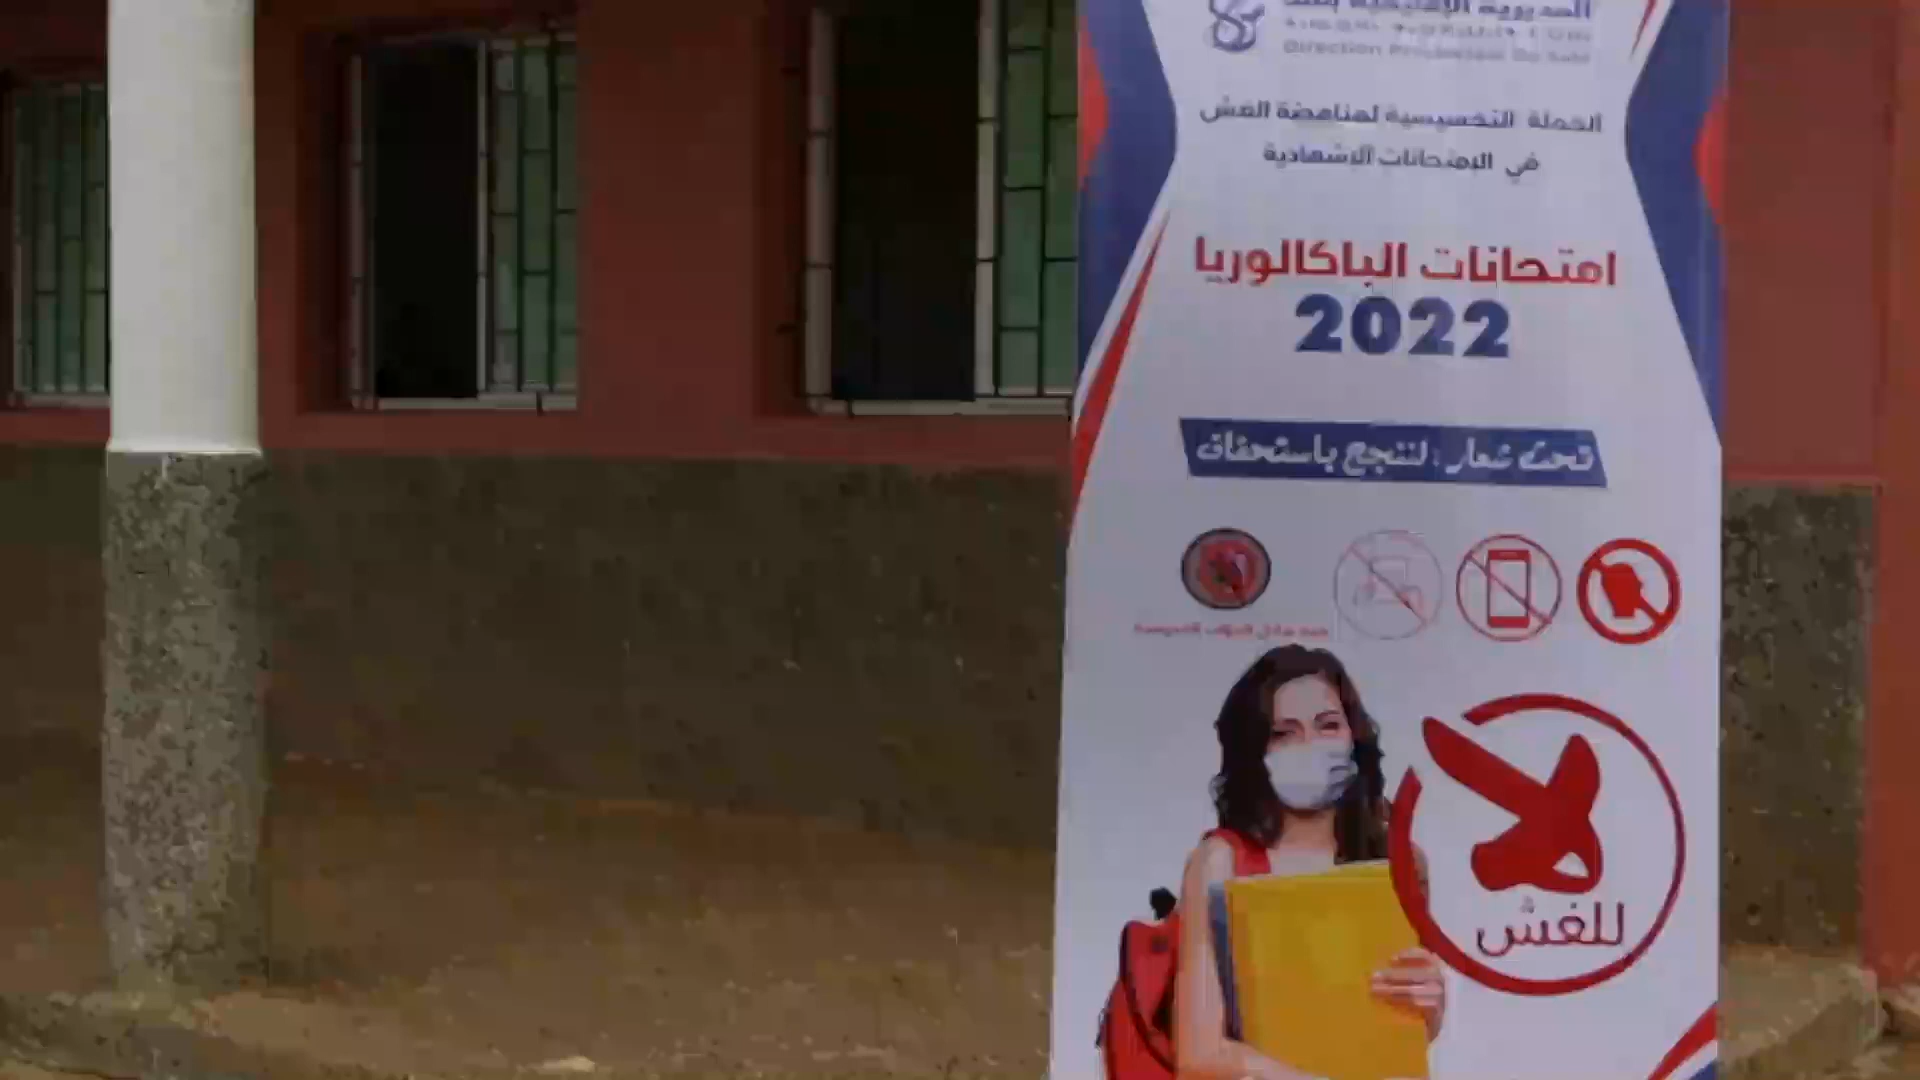 المديرية الإقليمية بسلا
Direction Provinciale De Salé
الحملة التحسيسية لمناهضة الغش
في الامتحانات الإشهادية
امتحانات الباكالوريا
2022
تحت شعار : لننجح باستحقاق
لا
للغش